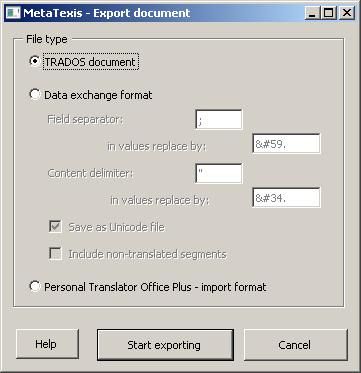 MetaTexis - Export document
File type
TRADOS document
Data exchange format
Field separator: ;
in values replace by: &#59.
Content delimiter: "
in values replace by: &#34.
Save as Unicode file
Include non-translated segments
Personal Translator Office Plus - import format
Help Start exporting Cancel